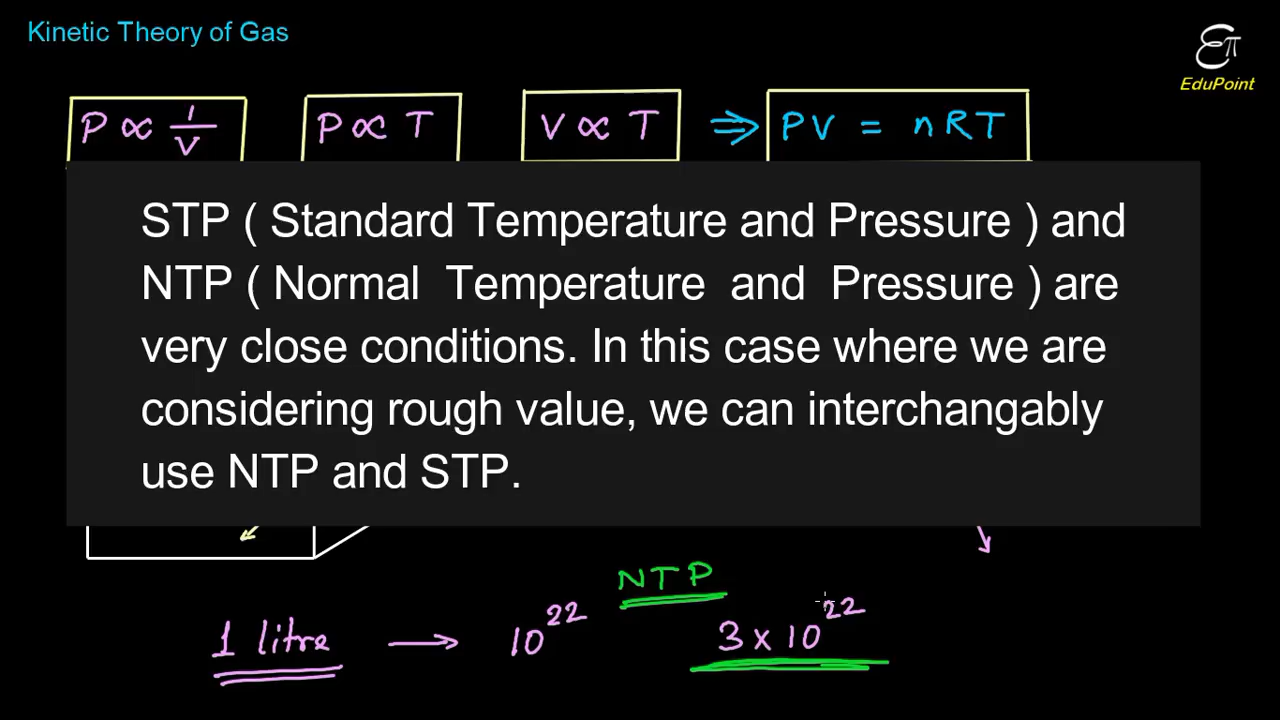 Kinetic Theory of Gas
επ
EduPoint
P ∝ 1/V P ∝ T V ∝ T ⇒ PV = nRT
STP ( Standard Temperature and Pressure ) and
NTP ( Normal Temperature and Pressure ) are
very close conditions. In this case where we are
considering rough value, we can interchangably
use NTP and STP.
NTP
1 litre → 10^22 3 x 10^22